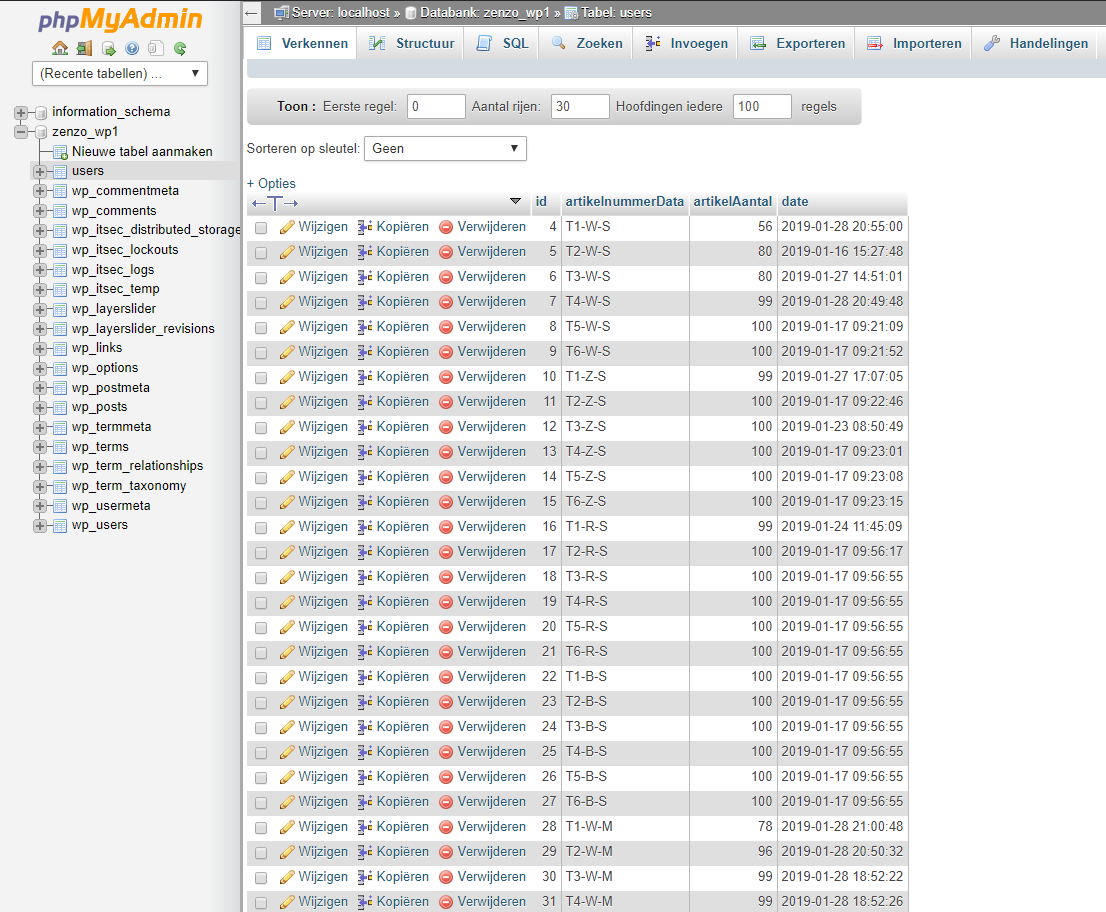 phpMyAdmin
(Recente tabellen) ...
information_schema
zenzo_wp1
Nieuwe tabel aanmaken
users
wp_commentmeta
wp_comments
wp_itsec_distributed_storage
wp_itsec_lockouts
wp_itsec_logs
wp_itsec_temp
wp_layerslider
wp_layerslider_revisions
wp_links
wp_options
wp_postmeta
wp_posts
wp_termmeta
wp_terms
wp_term_relationships
wp_term_taxonomy
wp_usermeta
wp_users
Server: localhost » Databank: zenzo_wp1 » Tabel: users
Verkennen Structuur SQL Zoeken Invoegen Exporteren Importeren Handelingen
Toon : Eerste regel: 0 Aantal rijen: 30 Hoofdingen iedere 100 regels
Sorteren op sleutel: Geen
+ Opties
id artikelnummerData artikelAantal date
Wijzigen Kopiëren Verwijderen 4 T1-W-S 56 2019-01-28 20:55:00
Wijzigen Kopiëren Verwijderen 5 T2-W-S 80 2019-01-16 15:27:48
Wijzigen Kopiëren Verwijderen 6 T3-W-S 80 2019-01-27 14:51:01
Wijzigen Kopiëren Verwijderen 7 T4-W-S 99 2019-01-28 20:49:48
Wijzigen Kopiëren Verwijderen 8 T5-W-S 100 2019-01-17 09:21:09
Wijzigen Kopiëren Verwijderen 9 T6-W-S 100 2019-01-17 09:21:52
Wijzigen Kopiëren Verwijderen 10 T1-Z-S 99 2019-01-27 17:07:05
Wijzigen Kopiëren Verwijderen 11 T2-Z-S 100 2019-01-17 09:22:46
Wijzigen Kopiëren Verwijderen 12 T3-Z-S 100 2019-01-23 08:50:49
Wijzigen Kopiëren Verwijderen 13 T4-Z-S 100 2019-01-17 09:23:01
Wijzigen Kopiëren Verwijderen 14 T5-Z-S 100 2019-01-17 09:23:08
Wijzigen Kopiëren Verwijderen 15 T6-Z-S 100 2019-01-17 09:23:15
Wijzigen Kopiëren Verwijderen 16 T1-R-S 99 2019-01-24 11:45:09
Wijzigen Kopiëren Verwijderen 17 T2-R-S 100 2019-01-17 09:56:17
Wijzigen Kopiëren Verwijderen 18 T3-R-S 100 2019-01-17 09:56:55
Wijzigen Kopiëren Verwijderen 19 T4-R-S 100 2019-01-17 09:56:55
Wijzigen Kopiëren Verwijderen 20 T5-R-S 100 2019-01-17 09:56:55
Wijzigen Kopiëren Verwijderen 21 T6-R-S 100 2019-01-17 09:56:55
Wijzigen Kopiëren Verwijderen 22 T1-B-S 100 2019-01-17 09:56:55
Wijzigen Kopiëren Verwijderen 23 T2-B-S 100 2019-01-17 09:56:55
Wijzigen Kopiëren Verwijderen 24 T3-B-S 100 2019-01-17 09:56:55
Wijzigen Kopiëren Verwijderen 25 T4-B-S 100 2019-01-17 09:56:55
Wijzigen Kopiëren Verwijderen 26 T5-B-S 100 2019-01-17 09:56:55
Wijzigen Kopiëren Verwijderen 27 T6-B-S 100 2019-01-17 09:56:55
Wijzigen Kopiëren Verwijderen 28 T1-W-M 78 2019-01-28 21:00:48
Wijzigen Kopiëren Verwijderen 29 T2-W-M 96 2019-01-28 20:50:32
Wijzigen Kopiëren Verwijderen 30 T3-W-M 99 2019-01-28 18:52:22
Wijzigen Kopiëren Verwijderen 31 T4-W-M 99 2019-01-28 18:52:26